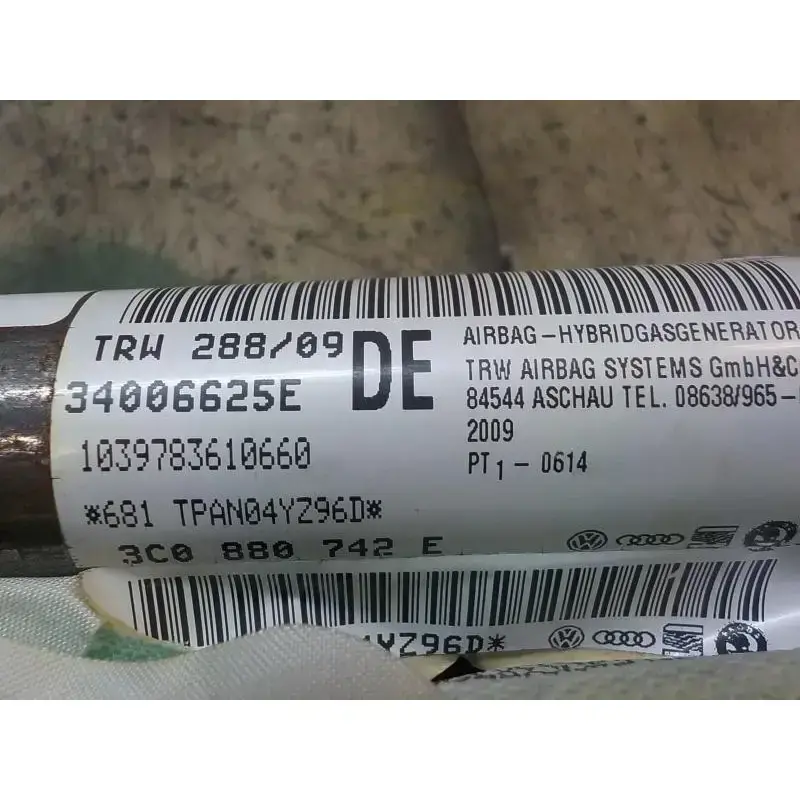 TRW 288/09
DE
34006625E
1039783610660
*681 TPAN04YZ96D*
3C0 880 742 E
AIRBAG-HYBRIDGASGENERATOR
TRW AIRBAG SYSTEMS GmbH&C
84544 ASCHAU TEL. 08638/965-
2009
PT1-0614
4YZ96D*